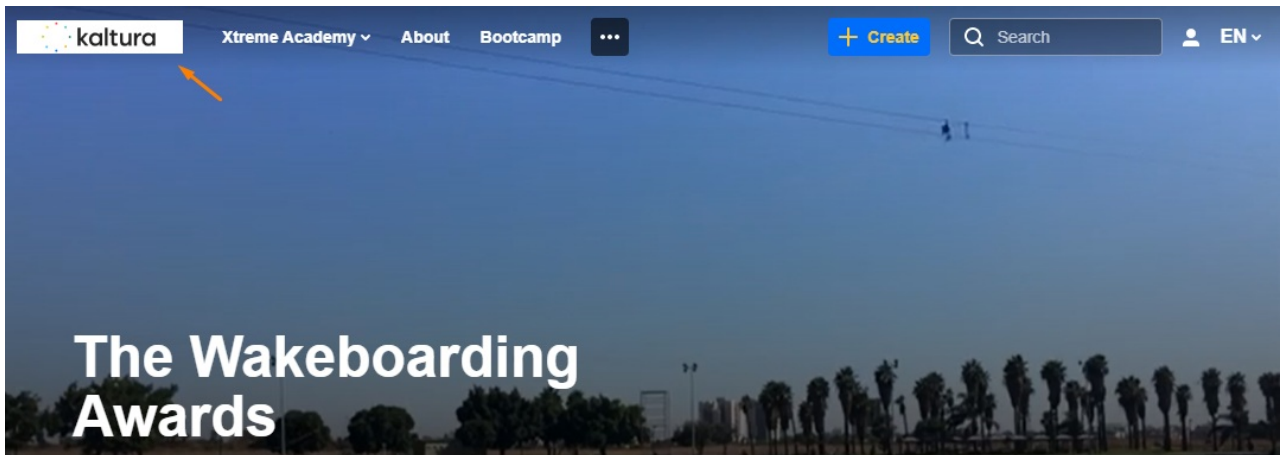 kaltura
Xtreme Academy
About
Bootcamp
Create
Search
EN
The Wakeboarding
Awards